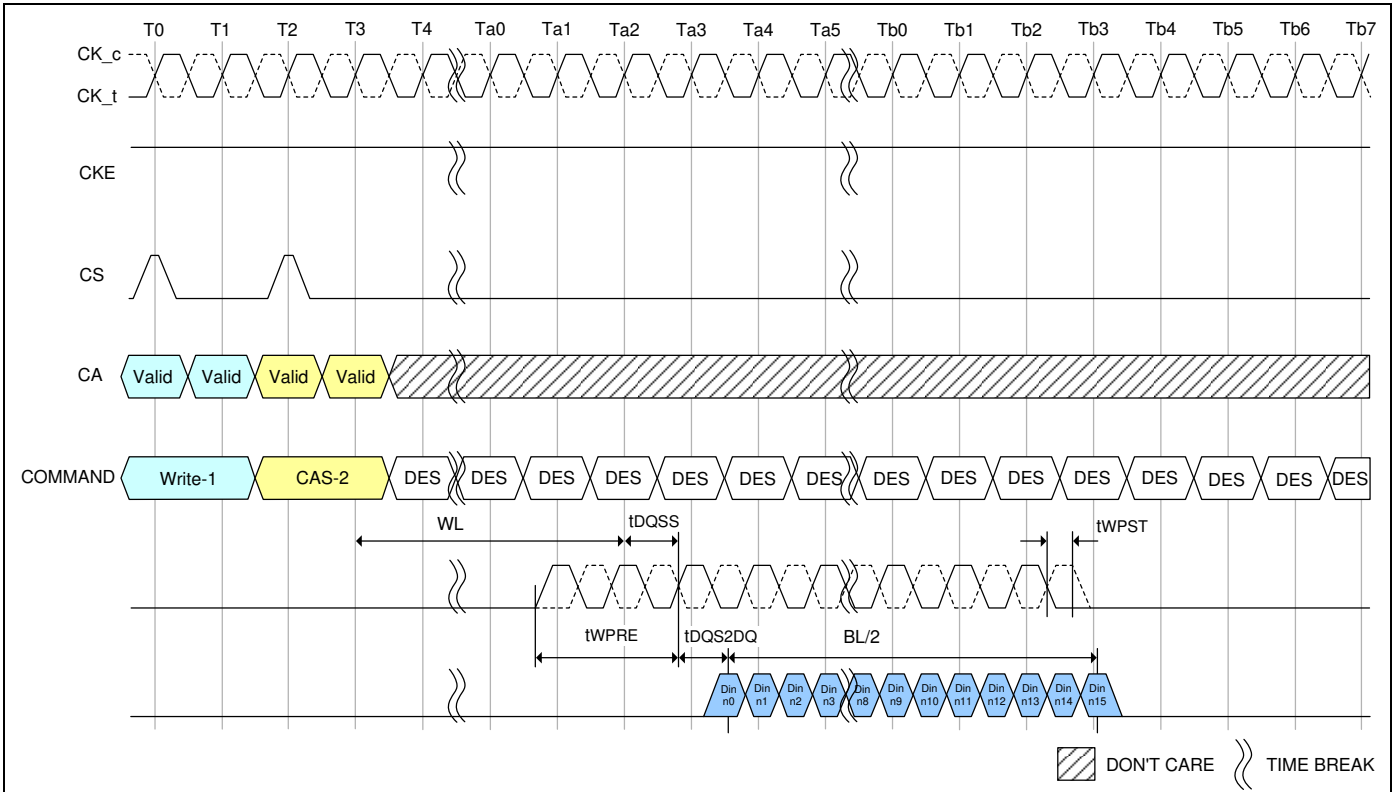 T0 T1 T2 T3 T4 Ta0 Ta1 Ta2 Ta3 Ta4 Ta5 Tb0 Tb1 Tb2 Tb3 Tb4 Tb5 Tb6 Tb7
CK_c
CK_t
CKE
CS
CA Valid Valid Valid Valid
COMMAND Write-1 CAS-2 DES DES DES DES DES DES DES DES DES DES DES DES DES DES DES
WL tDQSS tWPST
tWPRE tDQS2DQ BL/2
Din Din Din Din Din Din Din Din Din Din Din Din
n0 n1 n2 n3 n8 n9 n10 n11 n12 n13 n14 n15
DON'T CARE TIME BREAK